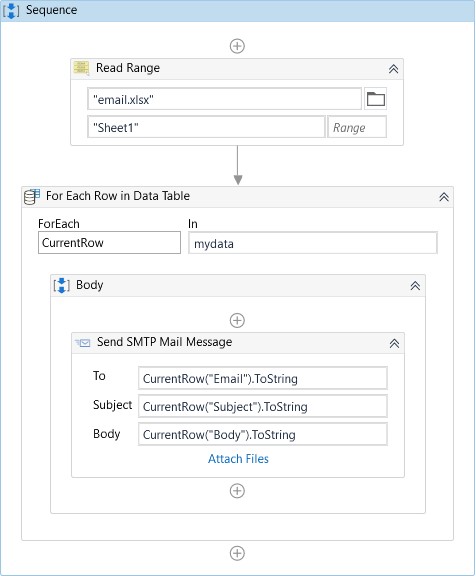 Sequence
Read Range
"email.xlsx"
"Sheet1" Range
For Each Row in Data Table
ForEach In
CurrentRow mydata
Body
Send SMTP Mail Message
To CurrentRow("Email").ToString
Subject CurrentRow("Subject").ToString
Body CurrentRow("Body").ToString
Attach Files